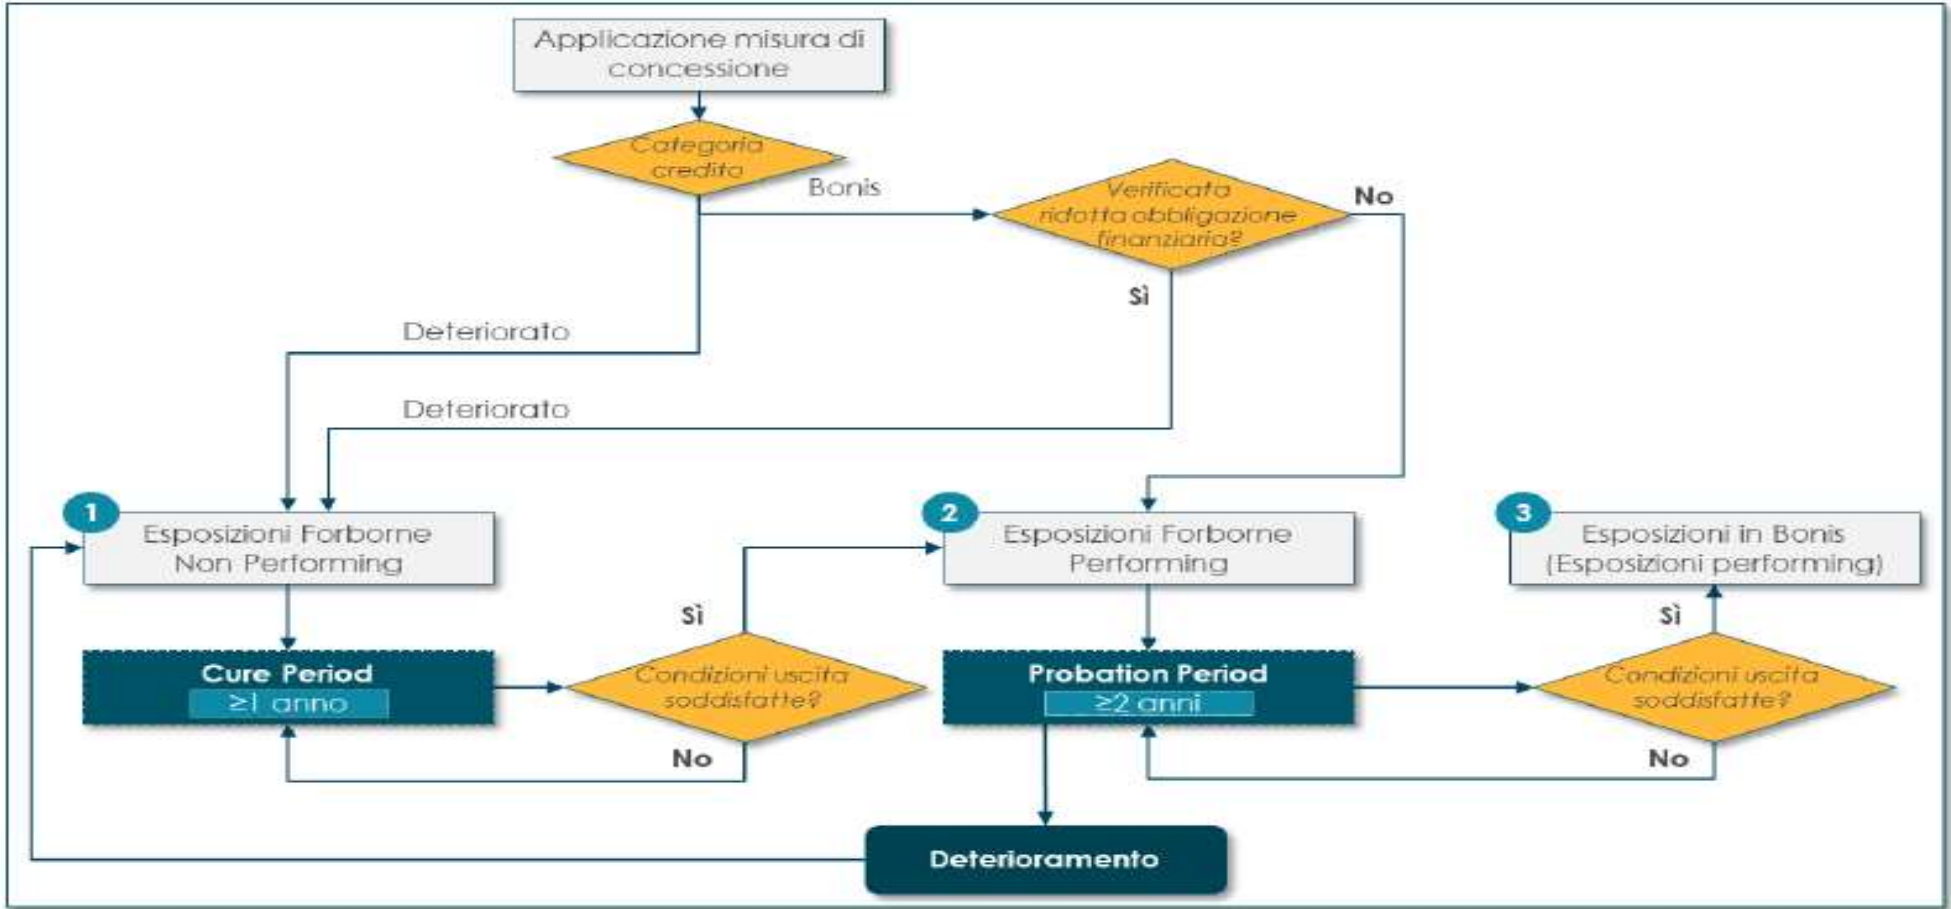 Applicazione misura di
concessione
Categoria
credito
Bonis
Verificata
ridotta obbligazione
finanziaria?
No
Sì
Deteriorato
Deteriorato
1
Esposizioni Forborne
Non Performing
2
Esposizioni Forborne
Performing
3
Esposizioni in Bonis
(Esposizioni performing)
Sì
Sì
Cure Period
≥1 anno
Condizioni uscita
soddisfatte?
Probation Period
≥2 anni
Condizioni uscita
soddisfatte?
No
No
Deterioramento